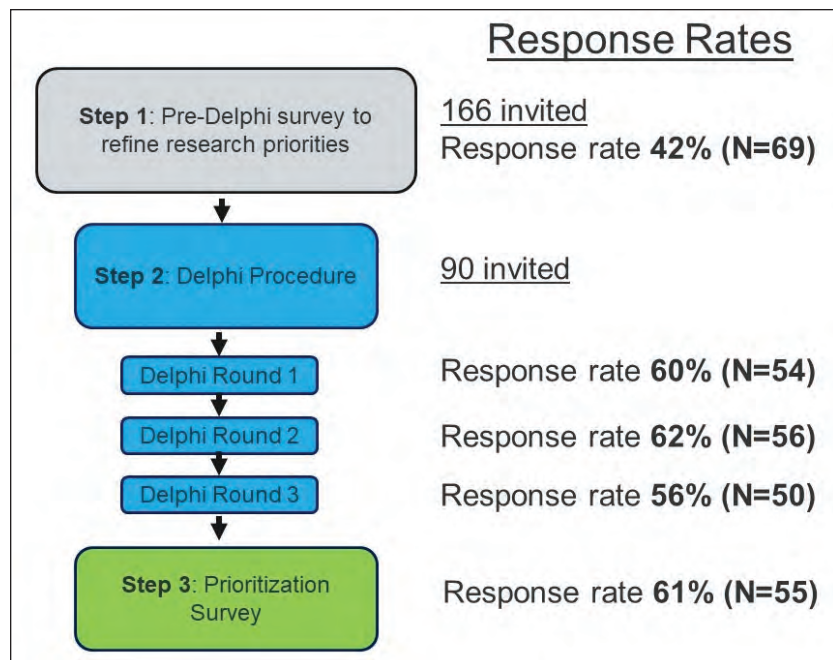 Response Rates
Step 1: Pre-Delphi survey to
refine research priorities
166 invited
Response rate 42% (N=69)
Step 2: Delphi Procedure
90 invited
Delphi Round 1
Response rate 60% (N=54)
Delphi Round 2
Response rate 62% (N=56)
Delphi Round 3
Response rate 56% (N=50)
Step 3: Prioritization
Survey
Response rate 61% (N=55)